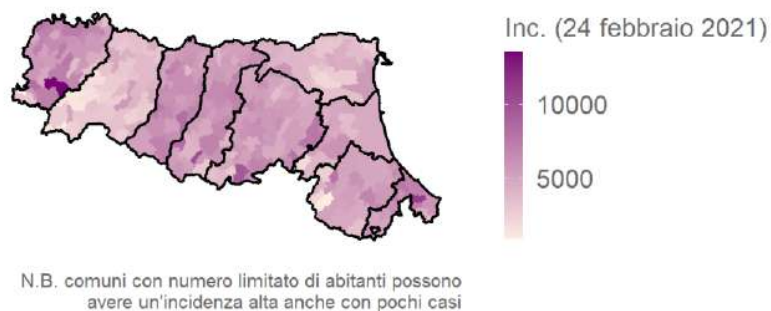 Inc. (24 febbraio 2021)
10000
5000
N.B. comuni con numero limitato di abitanti possono
avere un'incidenza alta anche con pochi casi